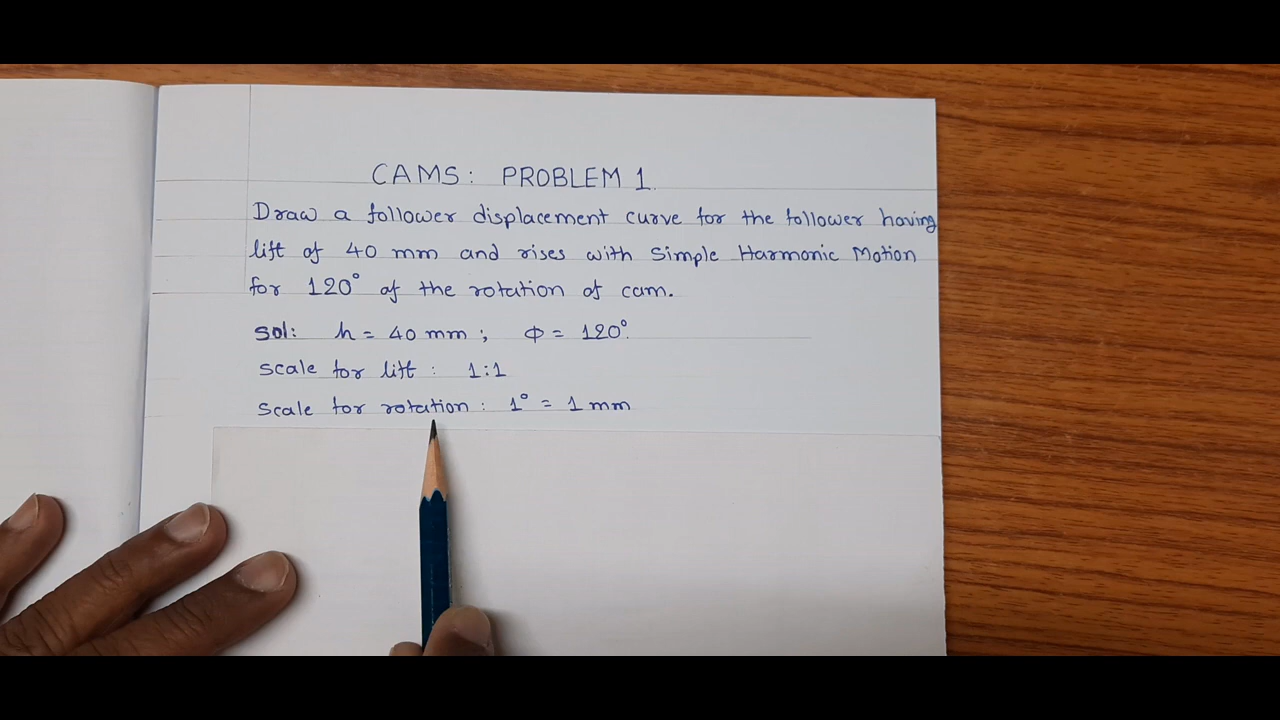 CAMS: PROBLEM 1.
Draw a follower displacement curve for the follower having
lift of 40 mm and rises with Simple Harmonic Motion
for 120° of the rotation of cam.
Sol: h = 40 mm ; Φ = 120°.
Scale for lift : 1:1
Scale for rotation : 1° = 1 mm